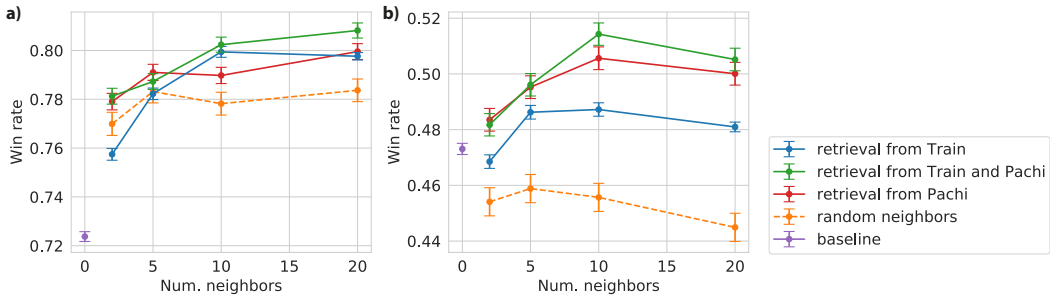 a)
Win rate
0.80
0.78
0.76
0.74
0.72
0
5
10
15
20
Num. neighbors
b)
Win rate
0.52
0.50
0.48
0.46
0.44
0
5
10
15
20
Num. neighbors
retrieval from Train
retrieval from Train and Pachi
retrieval from Pachi
random neighbors
baseline